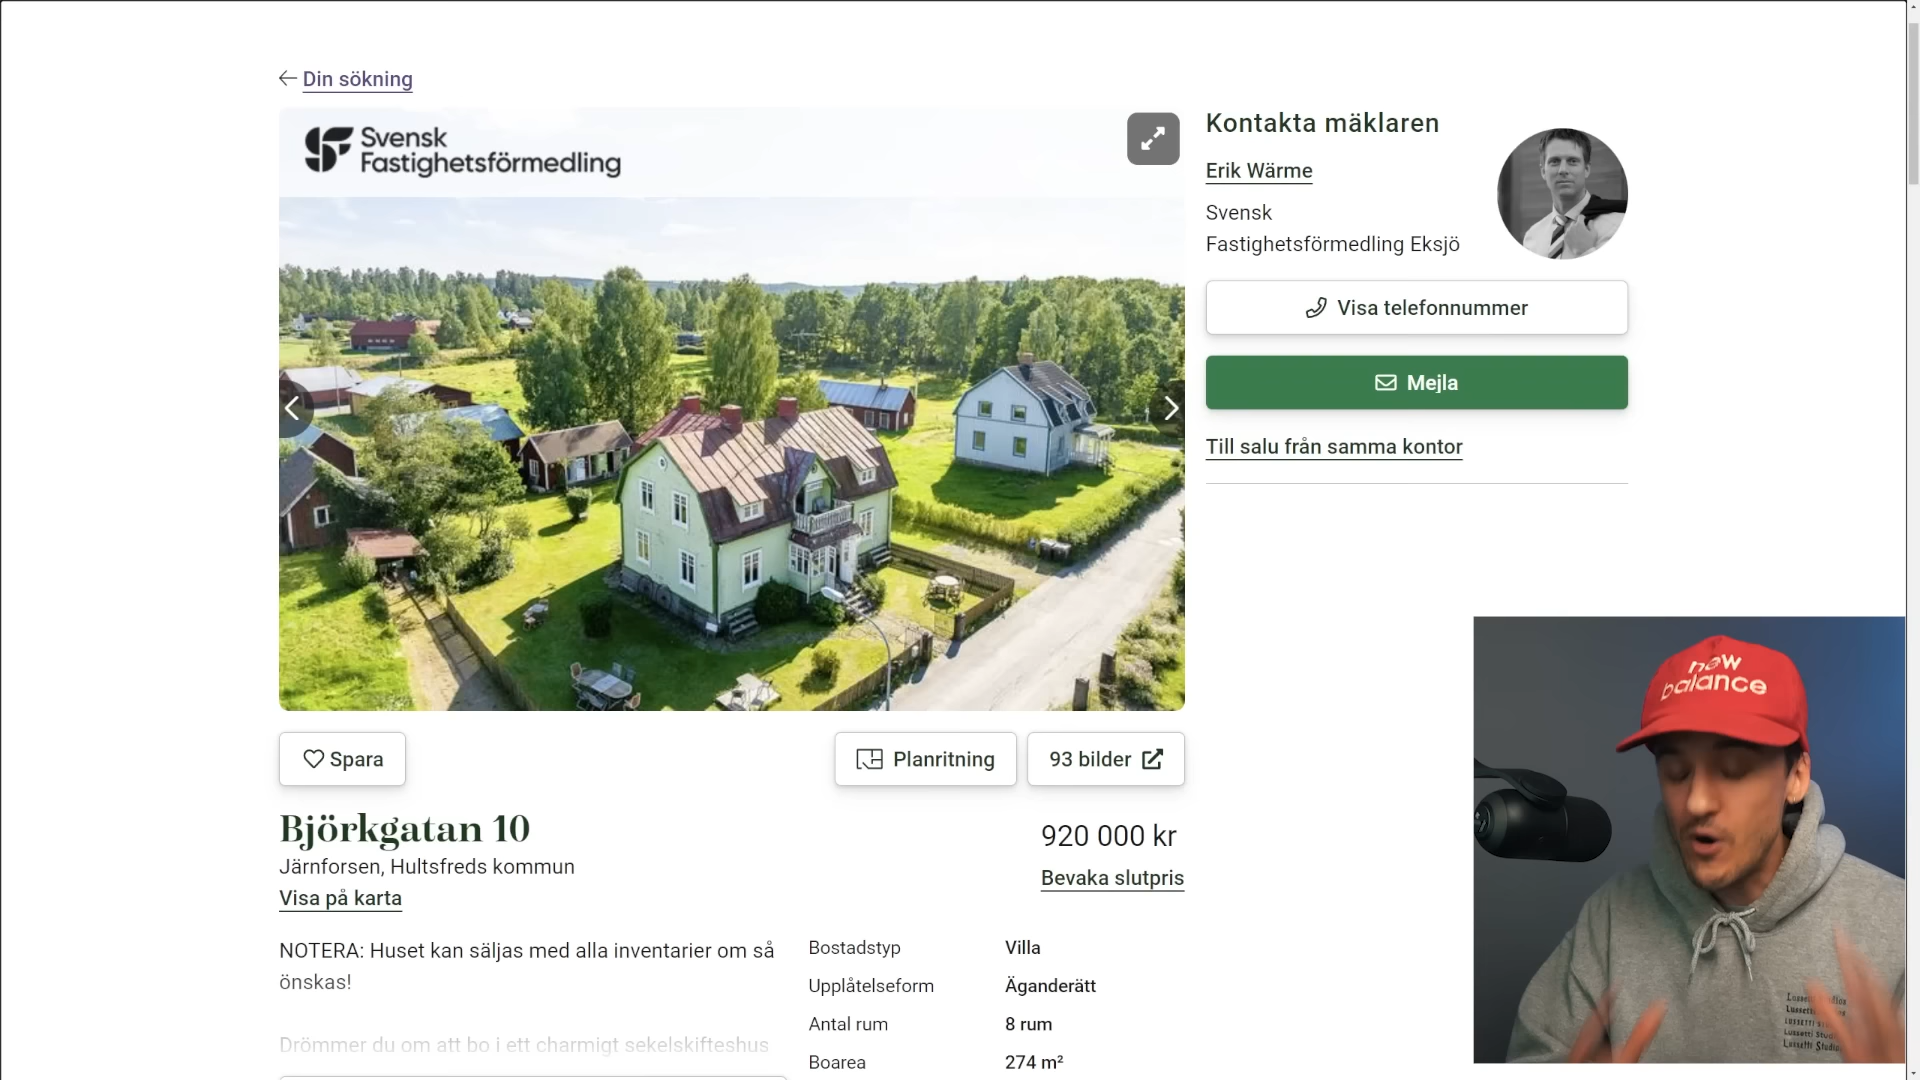 Din sökning
Svensk
Fastighetsförmedling
Kontakta mäklaren
Erik Wärme
Svensk
Fastighetsförmedling Eksjö
Visa telefonnummer
Mejla
Till salu från samma kontor
new
balance
Spara
Planritning
93 bilder
Björkgatan 10
Järnforsen, Hultsfreds kommun
Visa på karta
920 000 kr
Bevaka slutpris
NOTERA: Huset kan säljas med alla inventarier om så
önskas!
Drömmer du om att bo i ett charmigt sekelskifteshus
Bostadstyp Villa
Upplåtelseform Äganderätt
Antal rum 8 rum
Boarea 274 m²
Lussetti Studios